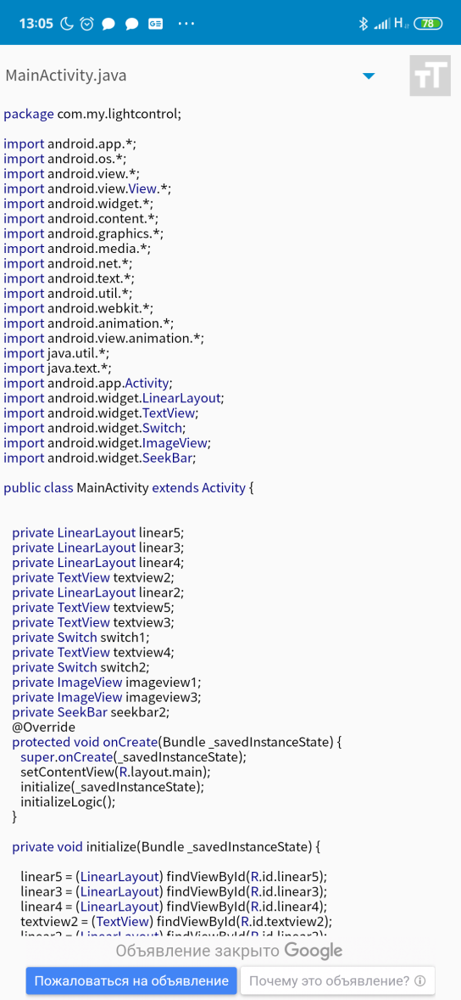 13:05 GE ... H 78
MainActivity.java TT
package com.my.lightcontrol;
import android.app.*;
import android.os.*;
import android.view.*;
import android.view.View.*;
import android.widget.*;
import android.content.*;
import android.graphics.*;
import android.media.*;
import android.net.*;
import android.text.*;
import android.util.*;
import android.webkit.*;
import android.animation.*;
import android.view.animation.*;
import java.util.*;
import java.text.*;
import android.app.Activity;
import android.widget.LinearLayout;
import android.widget.TextView;
import android.widget.Switch;
import android.widget.ImageView;
import android.widget.SeekBar;
public class MainActivity extends Activity {
private LinearLayout linear5;
private LinearLayout linear3;
private LinearLayout linear4;
private TextView textview2;
private LinearLayout linear2;
private TextView textview5;
private TextView textview3;
private Switch switch1;
private TextView textview4;
private Switch switch2;
private ImageView imageview1;
private ImageView imageview3;
private SeekBar seekbar2;
@Override
protected void onCreate(Bundle _savedInstanceState) {
super.onCreate(_savedInstanceState);
setContentView(R.layout.main);
initialize(_savedInstanceState);
initializeLogic();
}
private void initialize(Bundle _savedInstanceState) {
linear5 = (LinearLayout) findViewById(R.id.linear5);
linear3 = (LinearLayout) findViewById(R.id.linear3);
linear4 = (LinearLayout) findViewById(R.id.linear4);
textview2 = (TextView) findViewById(R.id.textview2);
linear2 = (LinearLayout) findViewById(R.id.linear2);
Объявление закрыто Google
Пожаловаться на объявление Почему это объявление?